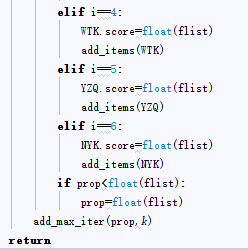 elif i==4:
WTK.score=float(flist)
add_items(WTK)
elif i==5:
YZQ.score=float(flist)
add_items(YZQ)
elif i==6:
NYK.score=float(flist)
add_items(NYK)
if prop<float(flist):
prop=float(flist)
add_max_iter(prop,k)
return